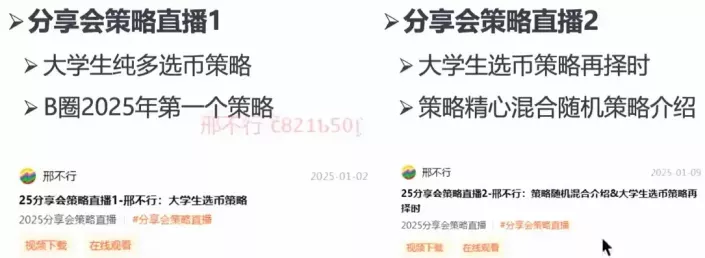 ➢分享会策略直播1
➢大学生纯多选币策略
➢B圈2025年第一个策略
邢不行
2025-01-02
25分享会策略直播1-邢不行：大学生策略
2025分享会策略直播 | #分享会策略直播
视频下载 在线观看
➢分享会策略直播2
➢大学生选币策略再择时
➢策略精心混合随机策略介绍
邢不行
2025-01-09
25分享会策略直播2-邢不行：策略随机混合介绍&大学生选币策略再
择时
2025分享会策略直播 | #分享会策略直播
视频下载 在线观看
邢不行